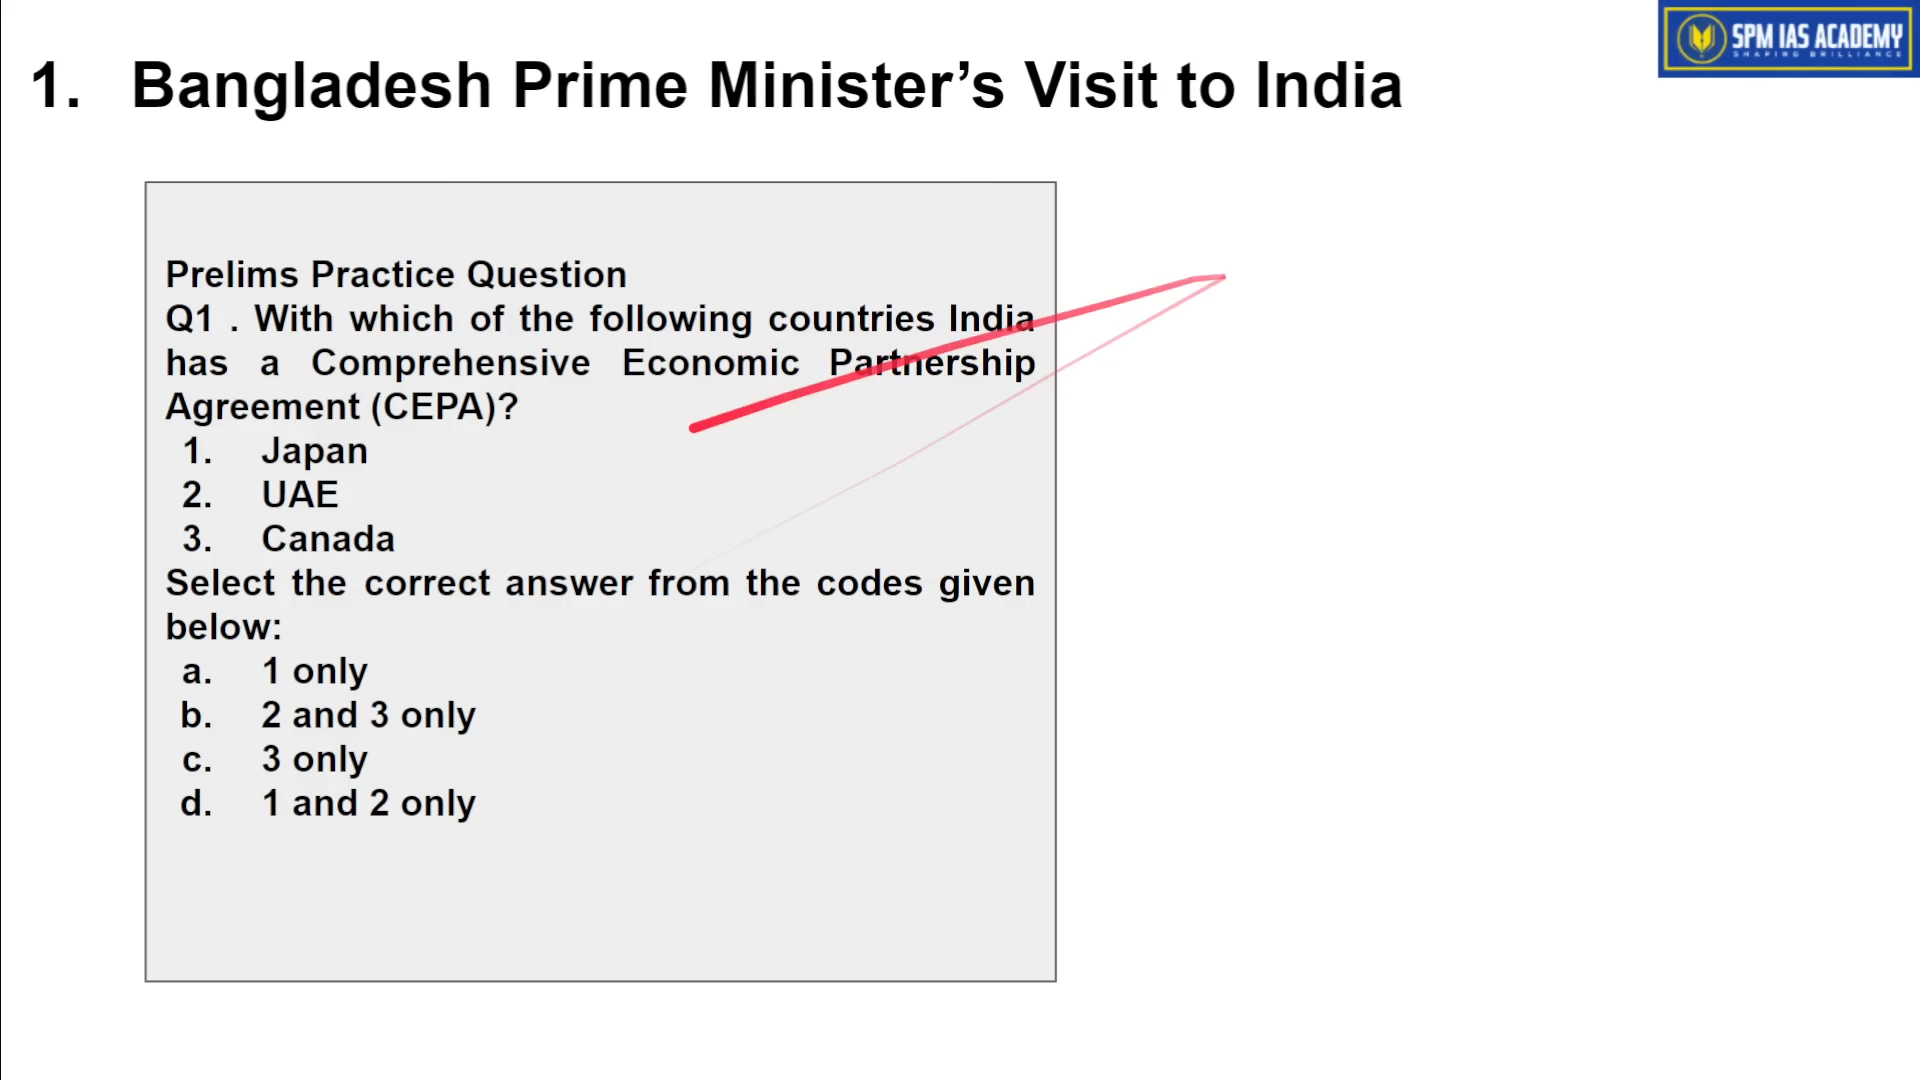 SPM IAS ACADEMY
SHAPING BRILLIANCE
1. Bangladesh Prime Minister’s Visit to India
Prelims Practice Question
Q1 . With which of the following countries India
has a Comprehensive Economic Partnership
Agreement (CEPA)?
1. Japan
2. UAE
3. Canada
Select the correct answer from the codes given
below:
a. 1 only
b. 2 and 3 only
c. 3 only
d. 1 and 2 only